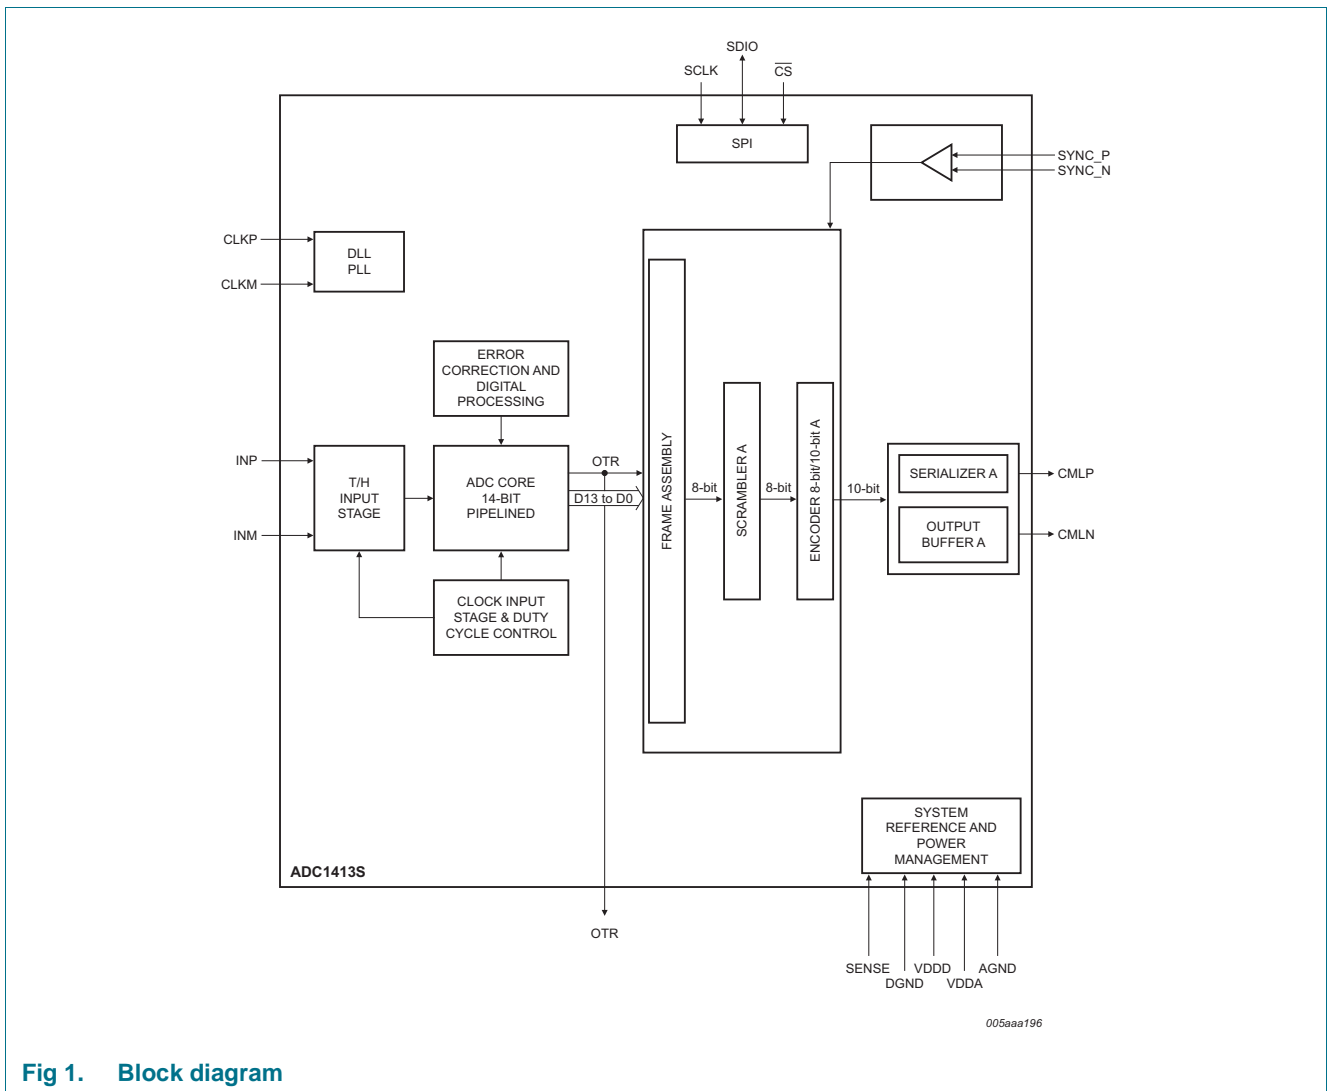 SDIO
SCLK
CS
SPI
SYNC_P
SYNC_N
CLKP
CLKM
DLL
PLL
ERROR
CORRECTION AND
DIGITAL
PROCESSING
INP
INM
T/H
INPUT
STAGE
ADC CORE
14-BIT
PIPELINED
OTR
D13 to D0
CLOCK INPUT
STAGE & DUTY
CYCLE CONTROL
FRAME ASSEMBLY
8-bit
SCRAMBLER A
8-bit
ENCODER 8-bit/10-bit A
10-bit
SERIALIZER A
OUTPUT
BUFFER A
CMLP
CMLN
SYSTEM
REFERENCE AND
POWER
MANAGEMENT
ADC1413S
OTR
SENSE
DGND
VDDD
VDDA
AGND
005aaa196
Fig 1. Block diagram